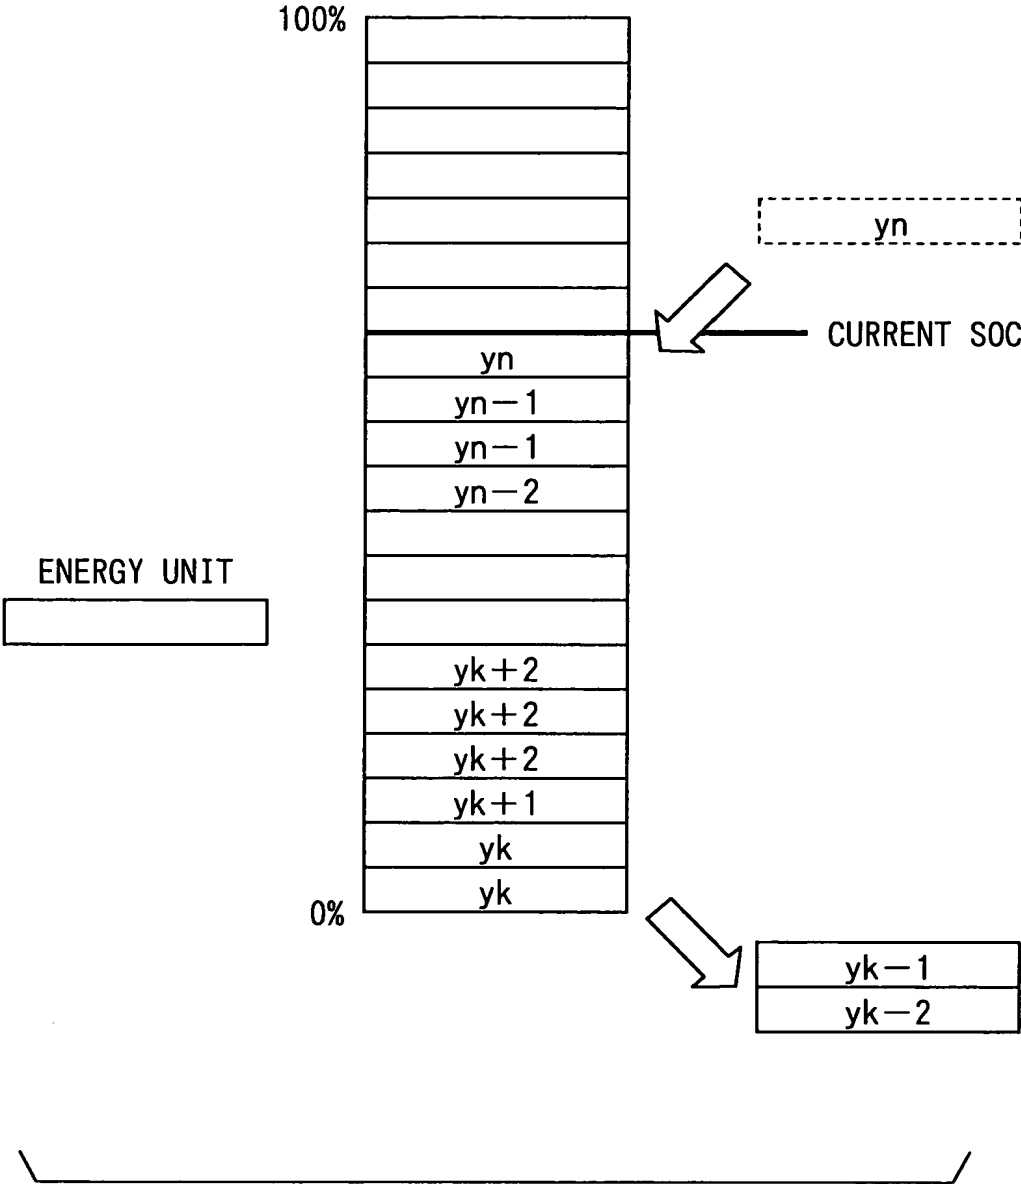 100%
yn
CURRENT SOC
yn
yn−1
yn−1
yn−2
ENERGY UNIT
yk+2
yk+2
yk+2
yk+1
yk
yk
0%
yk−1
yk−2